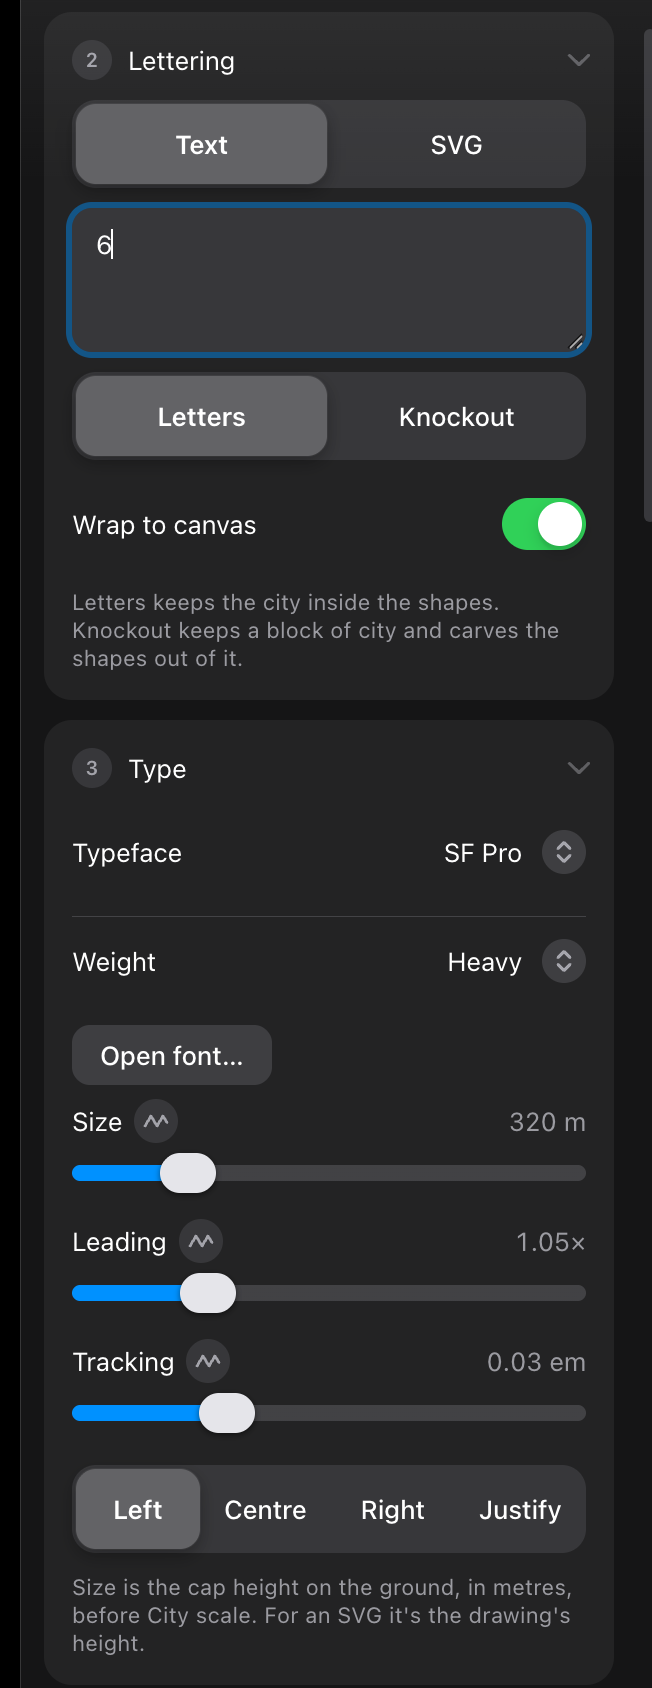 2 Lettering
Text SVG
6
Letters Knockout
Wrap to canvas
Letters keeps the city inside the shapes.
Knockout keeps a block of city and carves the
shapes out of it.
3 Type
Typeface SF Pro
Weight Heavy
Open font...
Size 320 m
Leading 1.05×
Tracking 0.03 em
Left Centre Right Justify
Size is the cap height on the ground, in metres,
before City scale. For an SVG it's the drawing's
height.